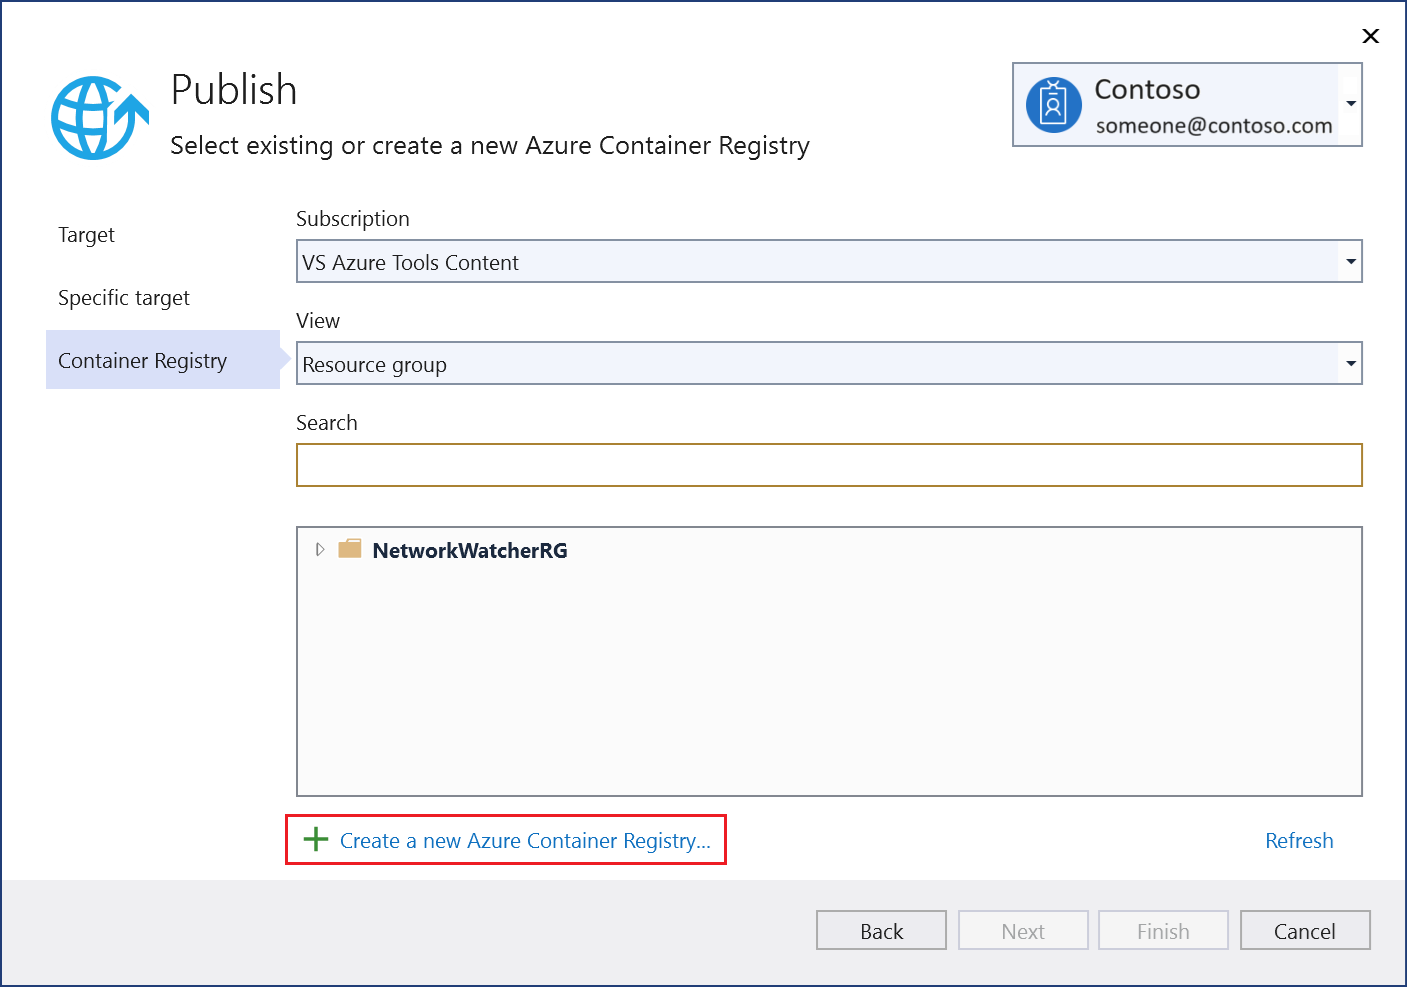 Publish
Select existing or create a new Azure Container Registry
Contoso
someone@contoso.com
Target
Specific target
Container Registry
Subscription
VS Azure Tools Content
View
Resource group
Search
NetworkWatcherRG
Create a new Azure Container Registry...
Refresh
Back
Next
Finish
Cancel